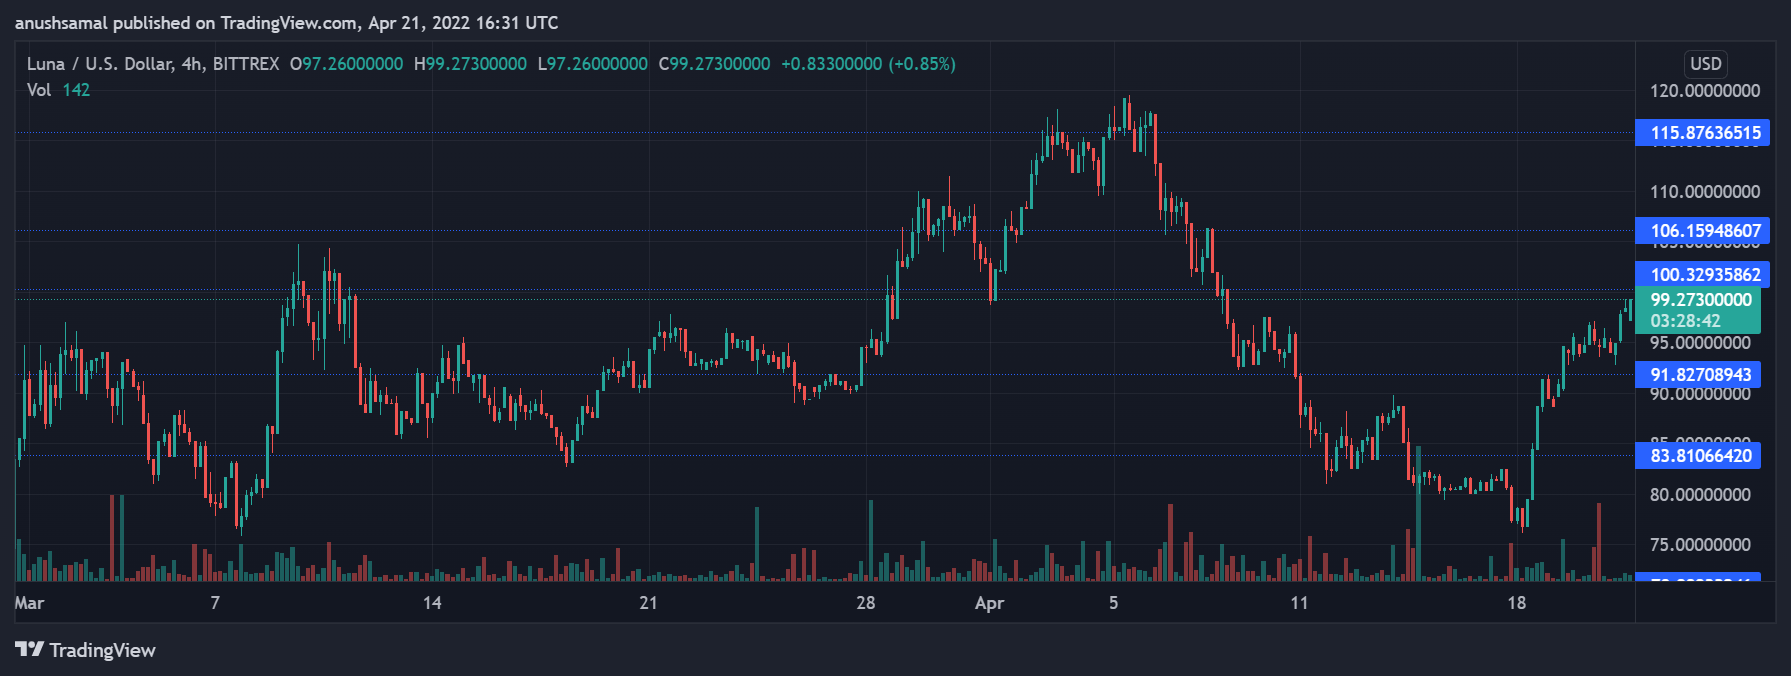 anushsamal published on TradingView.com, Apr 21, 2022 16:31 UTC
Luna / U.S. Dollar, 4h, BITTREX O97.26000000 H99.27300000 L97.26000000 C99.27300000 +0.83300000 (+0.85%)
Vol 142
USD
120.00000000
115.87636515
110.00000000
106.15948607
100.32935862
99.27300000
03:28:42
95.00000000
91.82708943
90.00000000
85.00000000
83.81066420
80.00000000
75.00000000
Mar 7 14 21 28 Apr 5 11 18
TradingView